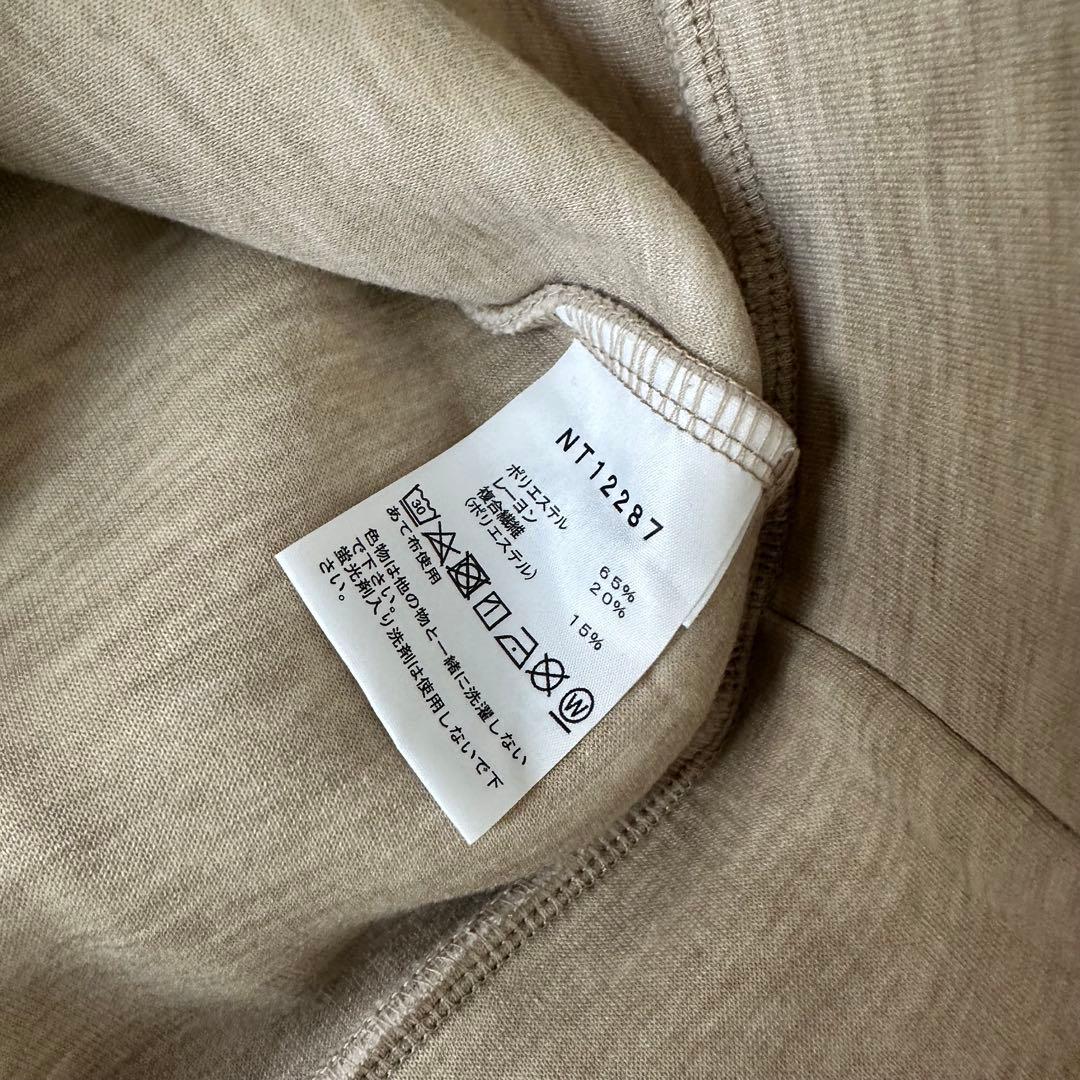 NT12287
ポリエステル 65%
レーヨン 20%
複合繊維
(ポリエステル) 15%
30
W
あて布使用
色物は他の物と一緒に洗濯しない
で下さい。
蛍光剤入り洗剤は使用しないで下
さい。